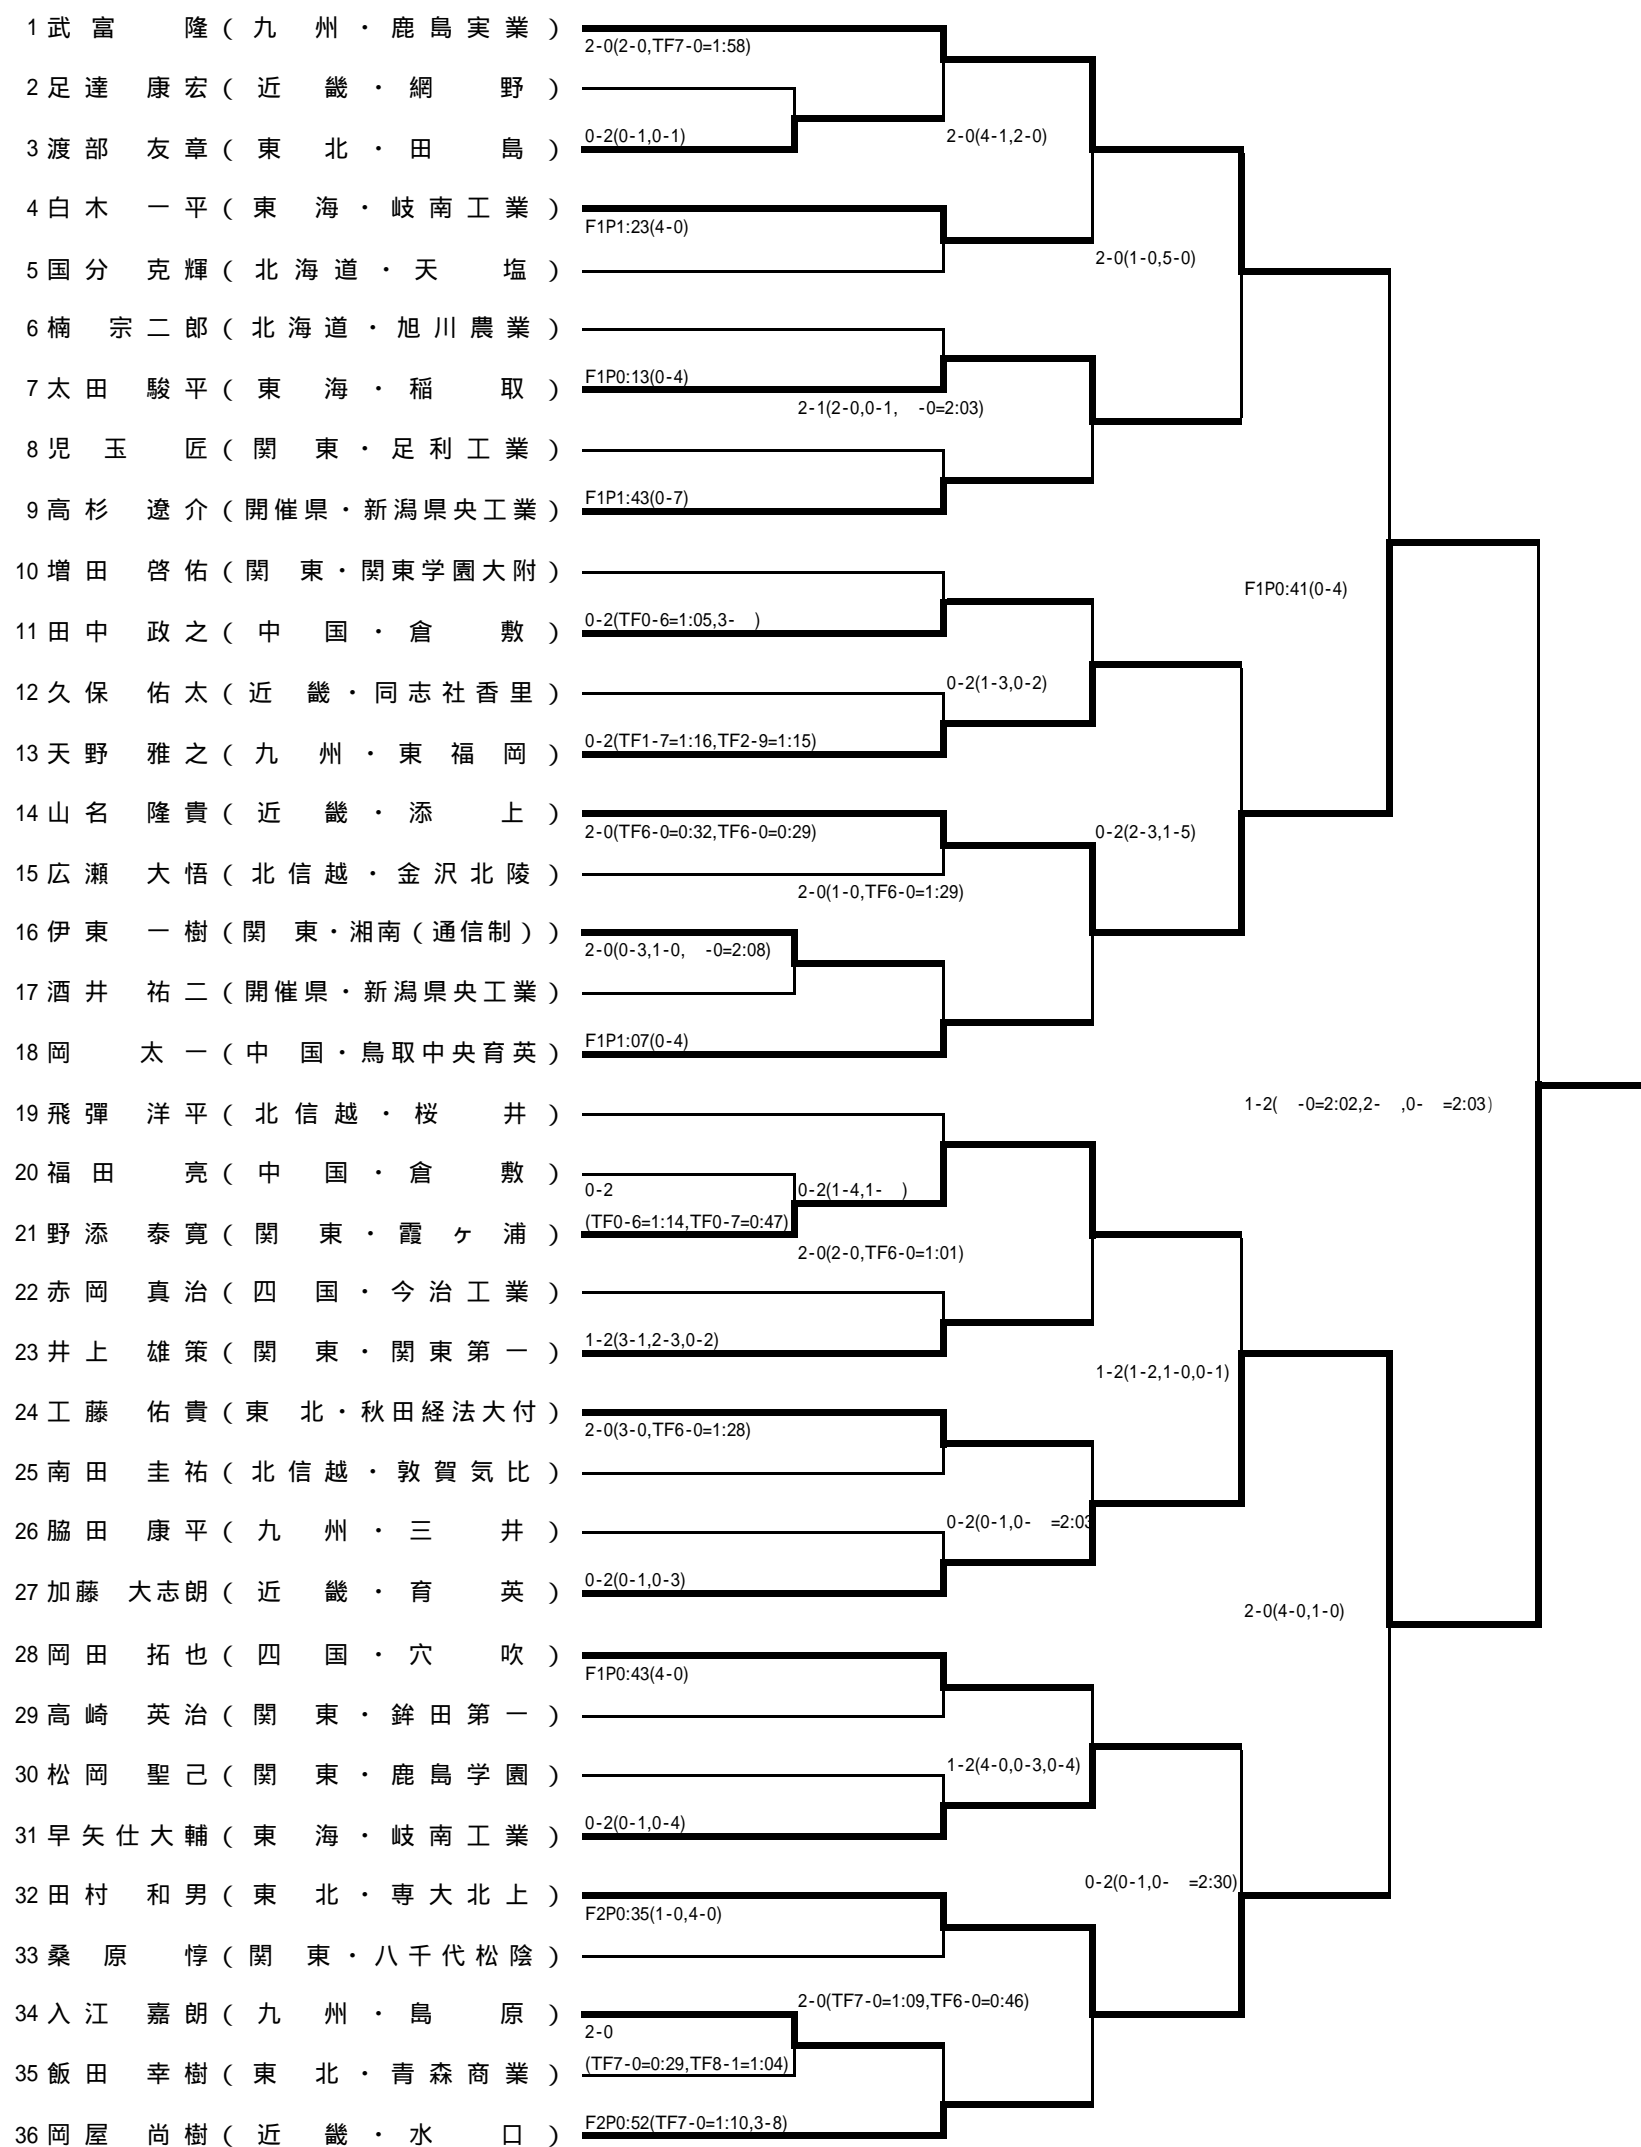 1 武富 隆 (九州・鹿島実業)
2-0(2-0,TF7-0=1:58)
2 足達 康宏 (近畿・網野)
3 渡部 友章 (東北・田島)
0-2(0-1,0-1)
2-0(4-1,2-0)
4 白木 一平 (東海・岐南工業)
F1P1:23(4-0)
5 国分 克輝 (北海道・天塩)
2-0(1-0,5-0)
6 楠 宗二郎 (北海道・旭川農業)
7 太田 駿平 (東海・稲取)
F1P0:13(0-4)
2-1(2-0,0-1, -0=2:03)
8 児玉 匠 (関東・足利工業)
9 高杉 遼介 (開催県・新潟県央工業)
F1P1:43(0-7)
10 増田 啓佑 (関東・関東学園大附)
F1P0:41(0-4)
11 田中 政之 (中国・倉敷)
0-2(TF0-6=1:05,3- )
12 久保 佑太 (近畿・同志社香里)
0-2(1-3,0-2)
13 天野 雅之 (九州・東福岡)
0-2(TF1-7=1:16,TF2-9=1:15)
14 山名 隆貴 (近畿・添上)
2-0(TF6-0=0:32,TF6-0=0:29)
0-2(2-3,1-5)
15 広瀬 大悟 (北信越・金沢北陵)
2-0(1-0,TF6-0=1:29)
16 伊東 一樹 (関東・湘南(通信制))
2-0(0-3,1-0, -0=2:08)
17 酒井 祐二 (開催県・新潟県央工業)
18 岡 太一 (中国・鳥取中央育英)
F1P1:07(0-4)
19 飛彈 洋平 (北信越・桜井)
1-2( -0=2:02,2- ,0- =2:03)
20 福田 亮 (中国・倉敷)
0-2
0-2(1-4,1- )
(TF0-6=1:14,TF0-7=0:47)
21 野添 泰寛 (関東・霞ヶ浦)
2-0(2-0,TF6-0=1:01)
22 赤岡 真治 (四国・今治工業)
23 井上 雄策 (関東・関東第一)
1-2(3-1,2-3,0-2)
1-2(1-2,1-0,0-1)
24 工藤 佑貴 (東北・秋田経法大付)
2-0(3-0,TF6-0=1:28)
25 南田 圭祐 (北信越・敦賀気比)
26 脇田 康平 (九州・三井)
0-2(0-1,0- =2:03
27 加藤 大志朗 (近畿・育英)
0-2(0-1,0-3)
2-0(4-0,1-0)
28 岡田 拓也 (四国・穴吹)
F1P0:43(4-0)
29 高崎 英治 (関東・鉾田第一)
30 松岡 聖己 (関東・鹿島学園)
1-2(4-0,0-3,0-4)
31 早矢仕大輔 (東海・岐南工業)
0-2(0-1,0-4)
32 田村 和男 (東北・専大北上)
0-2(0-1,0- =2:30)
F2P0:35(1-0,4-0)
33 桑原 惇 (関東・八千代松陰)
34 入江 嘉朗 (九州・島原)
2-0(TF7-0=1:09,TF6-0=0:46)
2-0
(TF7-0=0:29,TF8-1=1:04)
35 飯田 幸樹 (東北・青森商業)
36 岡屋 尚樹 (近畿・水口)
F2P0:52(TF7-0=1:10,3-8)